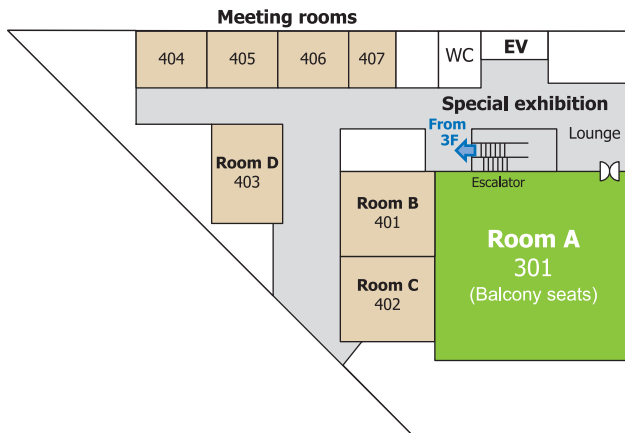 Meeting rooms
404
405
406
407
WC
EV
Special exhibition
From
3F
Lounge
Escalator
Room D
403
Room B
401
Room C
402
Room A
301
(Balcony seats)